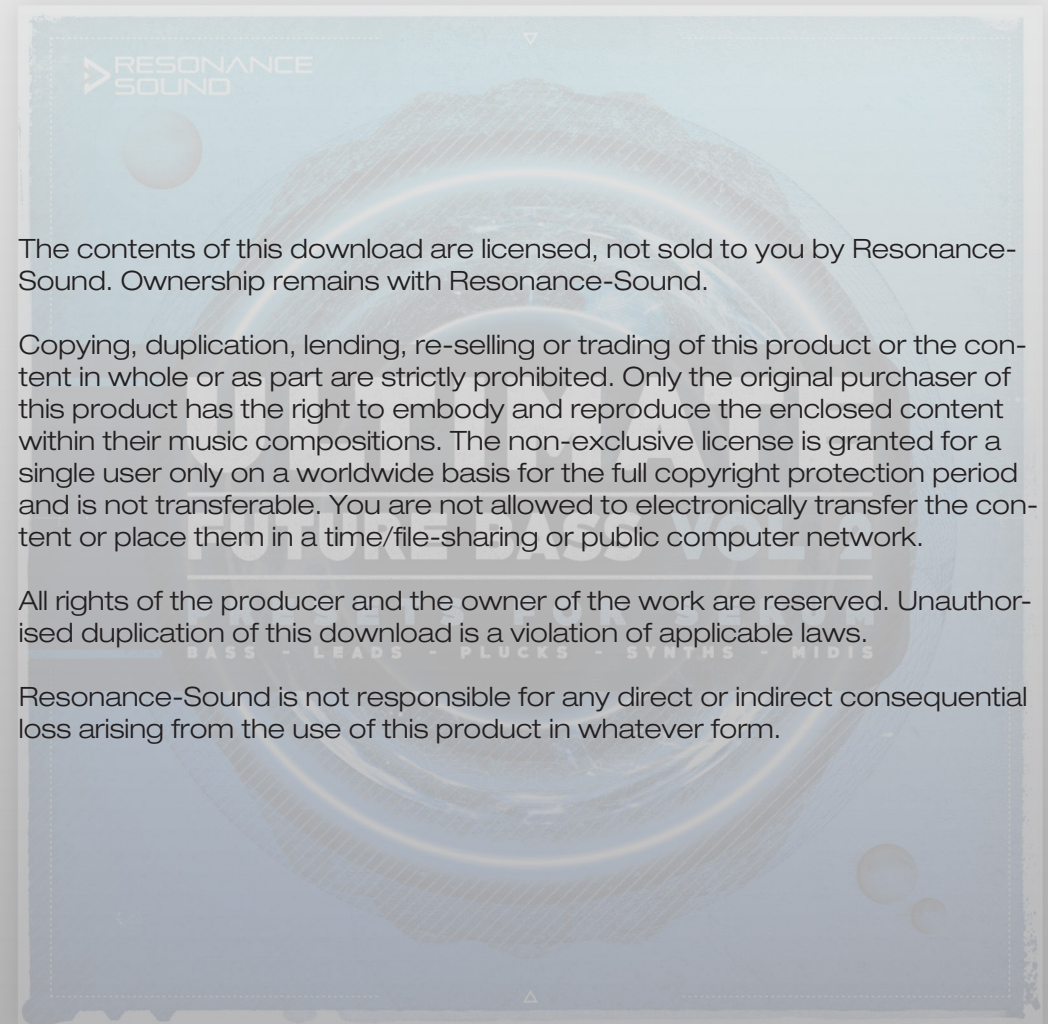 RESONANCE
SOUND
The contents of this download are licensed, not sold to you by Resonance-
Sound. Ownership remains with Resonance-Sound.
Copying, duplication, lending, re-selling or trading of this product or the con-
tent in whole or as part are strictly prohibited. Only the original purchaser of
this product has the right to embody and reproduce the enclosed content
within their music compositions. The non-exclusive license is granted for a
single user only on a worldwide basis for the full copyright protection period
and is not transferable. You are not allowed to electronically transfer the con-
tent or place them in a time/file-sharing or public computer network.
All rights of the producer and the owner of the work are reserved. Unauthor-
ised duplication of this download is a violation of applicable laws.
Resonance-Sound is not responsible for any direct or indirect consequential
loss arising from the use of this product in whatever form.
ULTIMATE
FUTURE BASS VOL 2
PRESETS FOR SERUM
BASS - LEADS - PLUCKS - SYNTHS - MIDIS